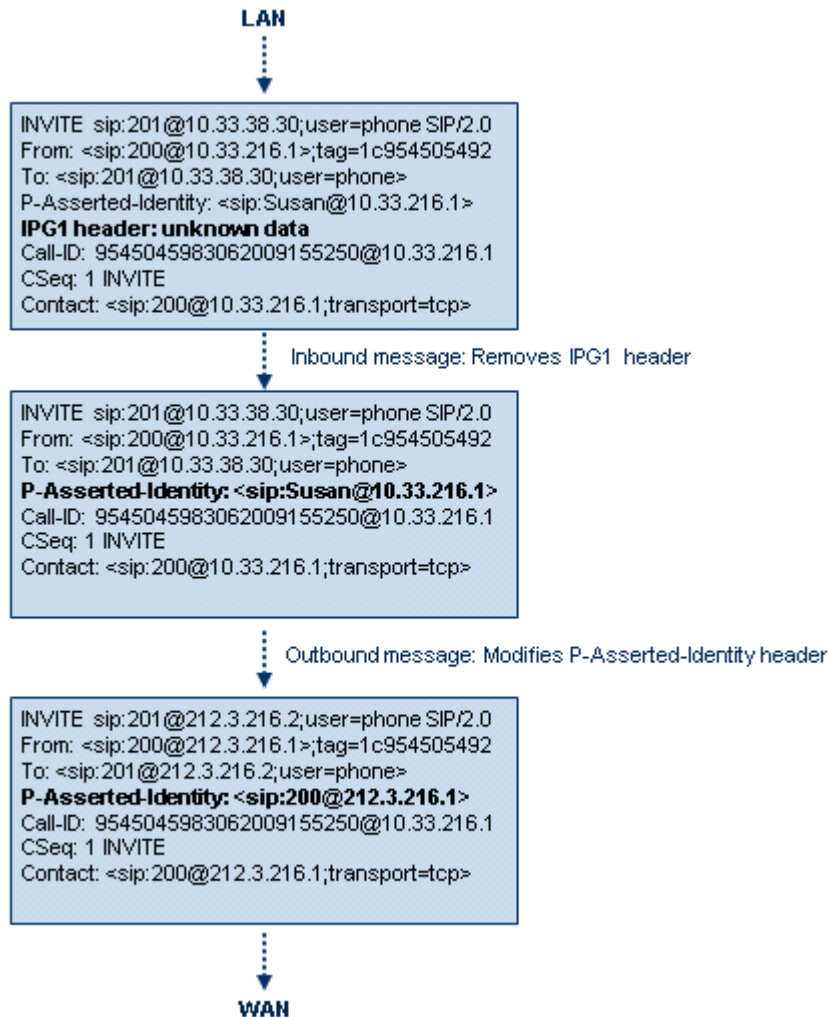 LAN
INVITE sip:201@10.33.38.30;user=phone SIP/2.0
From: <sip:200@10.33.216.1>;tag=1c954505492
To: <sip:201@10.33.38.30;user=phone>
P-Asserted-Identity: <sip:Susan@10.33.216.1>
IPG1 header: unknown data
Call-ID: 9545045983062009155250@10.33.216.1
CSeq: 1 INVITE
Contact: <sip:200@10.33.216.1;transport=tcp>
Inbound message: Removes IPG1 header
INVITE sip:201@10.33.38.30;user=phone SIP/2.0
From: <sip:200@10.33.216.1>;tag=1c954505492
To: <sip:201@10.33.38.30;user=phone>
P-Asserted-Identity: <sip:Susan@10.33.216.1>
Call-ID: 9545045983062009155250@10.33.216.1
CSeq: 1 INVITE
Contact: <sip:200@10.33.216.1;transport=tcp>
Outbound message: Modifies P-Asserted-Identity header
INVITE sip:201@212.3.216.2;user=phone SIP/2.0
From: <sip:200@212.3.216.1>;tag=1c954505492
To: <sip:201@212.3.216.2;user=phone>
P-Asserted-Identity: <sip:200@212.3.216.1>
Call-ID: 9545045983062009155250@10.33.216.1
CSeq: 1 INVITE
Contact: <sip:200@212.3.216.1;transport=tcp>
WAN